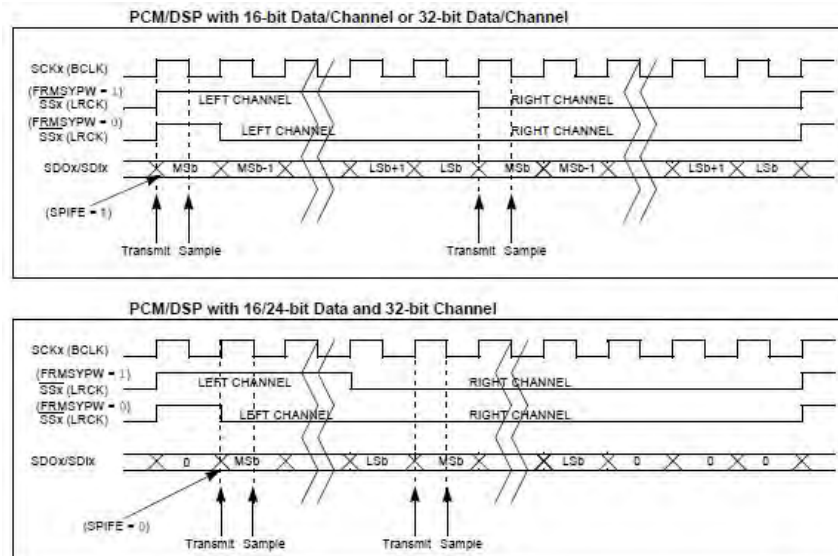 PCM/DSP with 16-bit Data/Channel or 32-bit Data/Channel
SCKx (BCLK)
(FRMSYPW = 1)
SSx (LRCK)
LEFT CHANNEL
RIGHT CHANNEL
(FRMSYPW = 0)
SSx (LRCK)
LEFT CHANNEL
RIGHT CHANNEL
SDOx/SDIx
MSb
MSb-1
LSb+1
LSb
MSb
MSb-1
LSb+1
LSb
(SPIFE = 1)
Transmit
Sample
Transmit
Sample
PCM/DSP with 16/24-bit Data and 32-bit Channel
SCKx (BCLK)
(FRMSYPW = 1)
SSx (LRCK)
LEFT CHANNEL
RIGHT CHANNEL
(FRMSYPW = 0)
SSx (LRCK)
LEFT CHANNEL
RIGHT CHANNEL
SDOx/SDIx
0
MSb
LSb
MSb
LSb
0
0
0
(SPIFE = 0)
Transmit
Sample
Transmit
Sample